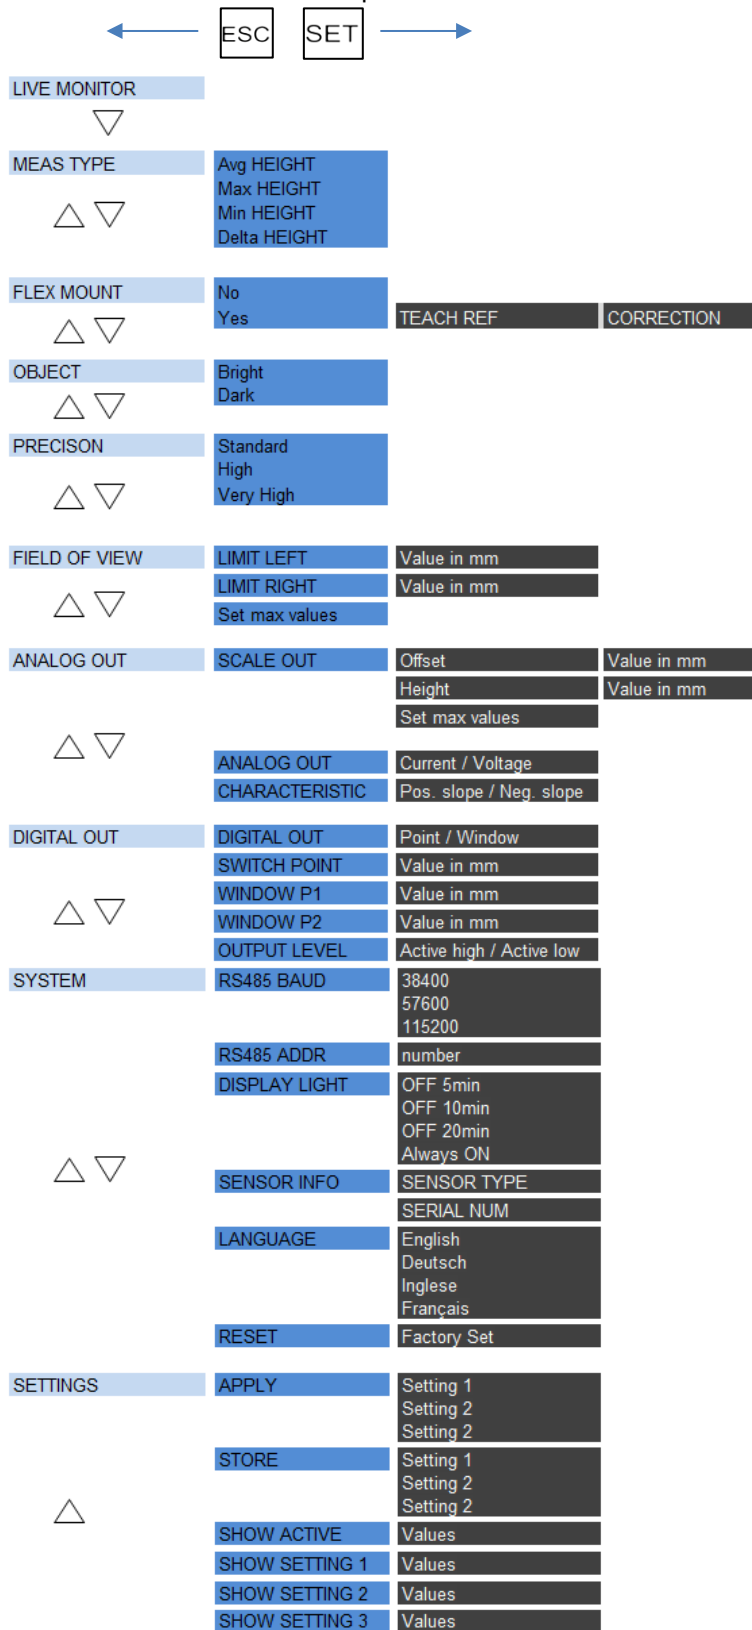 ESC SET
LIVE MONITOR
MEAS TYPE Avg HEIGHT
Max HEIGHT
Min HEIGHT
Delta HEIGHT
FLEX MOUNT No
Yes TEACH REF CORRECTION
OBJECT Bright
Dark
PRECISON Standard
High
Very High
FIELD OF VIEW LIMIT LEFT Value in mm
LIMIT RIGHT Value in mm
Set max values
ANALOG OUT SCALE OUT Offset Value in mm
Height Value in mm
Set max values
ANALOG OUT Current / Voltage
CHARACTERISTIC Pos. slope / Neg. slope
DIGITAL OUT DIGITAL OUT Point / Window
SWITCH POINT Value in mm
WINDOW P1 Value in mm
WINDOW P2 Value in mm
OUTPUT LEVEL Active high / Active low
SYSTEM RS485 BAUD 38400
57600
115200
RS485 ADDR number
DISPLAY LIGHT OFF 5min
OFF 10min
OFF 20min
Always ON
SENSOR INFO SENSOR TYPE
SERIAL NUM
LANGUAGE English
Deutsch
Inglese
Français
RESET Factory Set
SETTINGS APPLY Setting 1
Setting 2
Setting 2
STORE Setting 1
Setting 2
Setting 2
SHOW ACTIVE Values
SHOW SETTING 1 Values
SHOW SETTING 2 Values
SHOW SETTING 3 Values